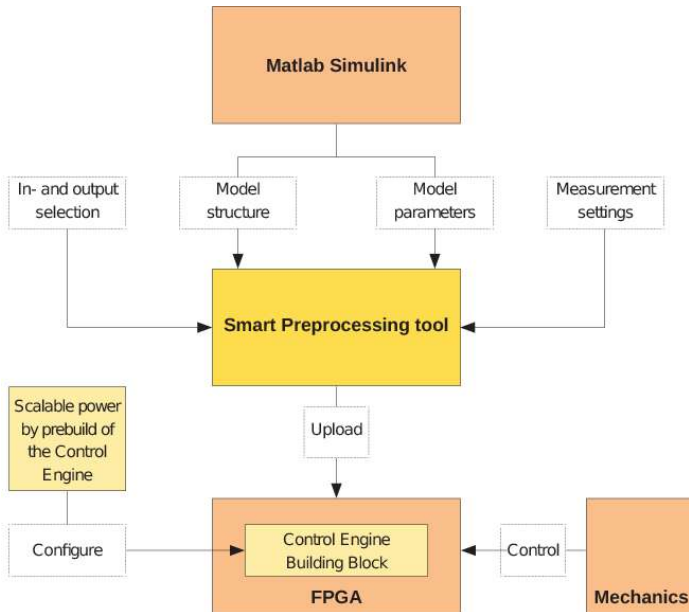 Matlab Simulink
In- and output
selection
Model
structure
Model
parameters
Measurement
settings
Smart Preprocessing tool
Scalable power
by prebuild of
the Control
Engine
Upload
Configure
Control Engine
Building Block
FPGA
Control
Mechanics